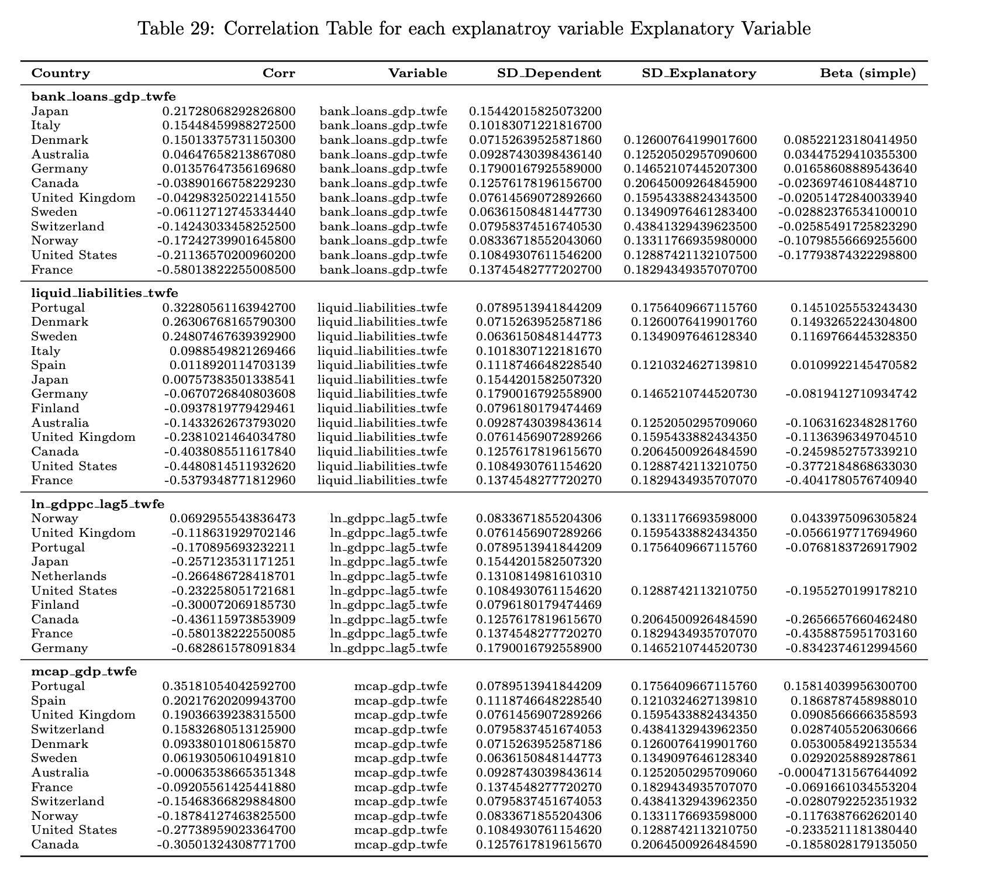 Table 29: Correlation Table for each explanatroy variable Explanatory Variable
Country Corr Variable SD_Dependent SD_Explanatory Beta (simple)
bank_loans_gdp_twfe
Japan 0.21728068292826800 bank_loans_gdp_twfe 0.15442015825073200
Italy 0.15448459988272500 bank_loans_gdp_twfe 0.10183071221816700
Denmark 0.15013375731150300 bank_loans_gdp_twfe 0.07152639525871860 0.12600764199017600 0.08522123180414950
Australia 0.04647658213867080 bank_loans_gdp_twfe 0.09287430398436140 0.12520502957090600 0.03447529410355300
Germany 0.01357647356169680 bank_loans_gdp_twfe 0.17900167925589000 0.14652107445207300 0.01658608889543640
Canada -0.03890166758229230 bank_loans_gdp_twfe 0.12576178196156700 0.20645009264845900 -0.02369746108448710
United Kingdom -0.04298325022141550 bank_loans_gdp_twfe 0.07614569072892660 0.15954338824343500 -0.02051472840033940
Sweden -0.06112712745334440 bank_loans_gdp_twfe 0.06361508481447730 0.13490976461283400 -0.02882376534100010
Switzerland -0.14243033458252500 bank_loans_gdp_twfe 0.07958374516740530 0.43841329439623500 -0.02585491725823290
Norway -0.17242739901645800 bank_loans_gdp_twfe 0.08336718552043060 0.13311766935980000 -0.10798556669255600
United States -0.21136570200960200 bank_loans_gdp_twfe 0.10849307611546200 0.12887421132107500 -0.17793874322298800
France -0.58013822255008500 bank_loans_gdp_twfe 0.13745482777202700 0.18294349357070700
liquid_liabilities_twfe
Portugal 0.32280561163942700 liquid_liabilities_twfe 0.0789513941844209 0.1756409667115760 0.1451025553243430
Denmark 0.26306768165790300 liquid_liabilities_twfe 0.0715263952587186 0.1260076419901760 0.1493265224304800
Sweden 0.24807467639392900 liquid_liabilities_twfe 0.0636150848144773 0.1349097646128340 0.1169766445328350
Italy 0.0988549821269466 liquid_liabilities_twfe 0.1018307122181670
Spain 0.0118920114703139 liquid_liabilities_twfe 0.1118746648228540 0.1210324627139810 0.0109922145470582
Japan 0.00757383501338541 liquid_liabilities_twfe 0.1544201582507320
Germany -0.0670726840803608 liquid_liabilities_twfe 0.1790016792558900 0.1465210744520730 -0.0819412710934742
Finland -0.0937819779429461 liquid_liabilities_twfe 0.0796180179474469
Australia -0.1433262673793020 liquid_liabilities_twfe 0.0928743039843614 0.1252050295709060 -0.1063162348281760
United Kingdom -0.2381021464034780 liquid_liabilities_twfe 0.0761456907289266 0.1595433882434350 -0.1136396349704510
Canada -0.4038085511617840 liquid_liabilities_twfe 0.1257617819615670 0.2064500926484590 -0.2459852757339210
United States -0.4480814511932620 liquid_liabilities_twfe 0.1084930761154620 0.1288742113210750 -0.3772184868633030
France -0.5379348771812960 liquid_liabilities_twfe 0.1374548277720270 0.1829434935707070 -0.4041780576740940
ln_gdppc_lag5_twfe
Norway 0.0692955543836473 ln_gdppc_lag5_twfe 0.0833671855204306 0.1331176693598000 0.0433975096305824
United Kingdom -0.118631929702146 ln_gdppc_lag5_twfe 0.0761456907289266 0.1595433882434350 -0.0566197717694960
Portugal -0.170895693232211 ln_gdppc_lag5_twfe 0.0789513941844209 0.1756409667115760 -0.0768183726917902
Japan -0.257123531171251 ln_gdppc_lag5_twfe 0.1544201582507320
Netherlands -0.266486728418701 ln_gdppc_lag5_twfe 0.1310814981610310
United States -0.232258051721681 ln_gdppc_lag5_twfe 0.1084930761154620 0.1288742113210750 -0.1955270199178210
Finland -0.300072069185730 ln_gdppc_lag5_twfe 0.0796180179474469
Canada -0.436115973853909 ln_gdppc_lag5_twfe 0.1257617819615670 0.2064500926484590 -0.2656657660462480
France -0.580138222550085 ln_gdppc_lag5_twfe 0.1374548277720270 0.1829434935707070 -0.4358875951703160
Germany -0.682861578091834 ln_gdppc_lag5_twfe 0.1790016792558900 0.1465210744520730 -0.8342374612994560
mcap_gdp_twfe
Portugal 0.35181054042592700 mcap_gdp_twfe 0.0789513941844209 0.1756409667115760 0.15814039956300700
Spain 0.20217620209943700 mcap_gdp_twfe 0.1118746648228540 0.1210324627139810 0.1868787458988010
United Kingdom 0.19036639238315500 mcap_gdp_twfe 0.0761456907289266 0.1595433882434350 0.0908566666358593
Switzerland 0.15832680513125900 mcap_gdp_twfe 0.0795837451674053 0.4384132943962350 0.0287405520630666
Denmark 0.09338010180615870 mcap_gdp_twfe 0.0715263952587186 0.1260076419901760 0.0530058492135534
Sweden 0.06193050610491810 mcap_gdp_twfe 0.0636150848144773 0.1349097646128340 0.0292025889287861
Australia -0.00063538665351348 mcap_gdp_twfe 0.0928743039843614 0.1252050295709060 -0.00047131567644092
France -0.09205561425441880 mcap_gdp_twfe 0.1374548277720270 0.1829434935707070 -0.0691661034553204
Switzerland -0.15468366829884800 mcap_gdp_twfe 0.0795837451674053 0.4384132943962350 -0.0280792252351932
Norway -0.18784127463825500 mcap_gdp_twfe 0.0833671855204306 0.1331176693598000 -0.1176387662620140
United States -0.27738959023364700 mcap_gdp_twfe 0.1084930761154620 0.1288742113210750 -0.2335211181380440
Canada -0.30501324308771700 mcap_gdp_twfe 0.1257617819615670 0.2064500926484590 -0.1858028179135050